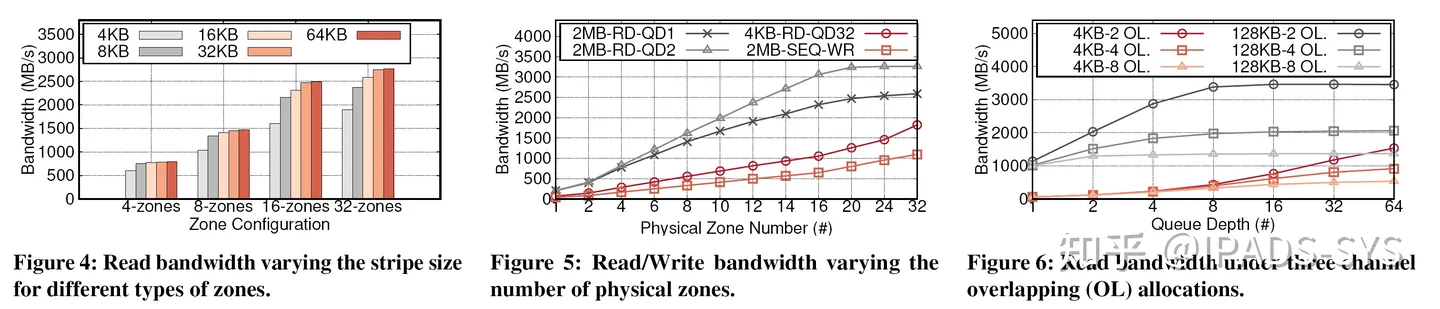 3500
3000
2500
2000
1500
1000
500
0
Bandwidth (MB/s)
4KB 16KB 64KB
8KB 32KB
4-zones 8-zones 16-zones 32-zones
Zone Configuration
Figure 4: Read bandwidth varying the stripe size
for different types of zones.
4000
3500
3000
2500
2000
1500
1000
500
0
Bandwidth (MB/s)
2MB-RD-QD1 4KB-RD-QD32
2MB-RD-QD2 2MB-SEQ-WR
1 2 4 6 8 10 12 14 16 20 24 32
Physical Zone Number (#)
Figure 5: Read/Write bandwidth varying the
number of physical zones.
5000
4000
3000
2000
1000
0
Bandwidth (MB/s)
4KB-2 OL. 128KB-2 OL.
4KB-4 OL. 128KB-4 OL.
4KB-8 OL. 128KB-8 OL.
1 2 4 8 16 32 64
Queue Depth (#)
Figure 6: Read bandwidth under three channel
overlapping (OL) allocations.
知乎 @IPADS-SYS